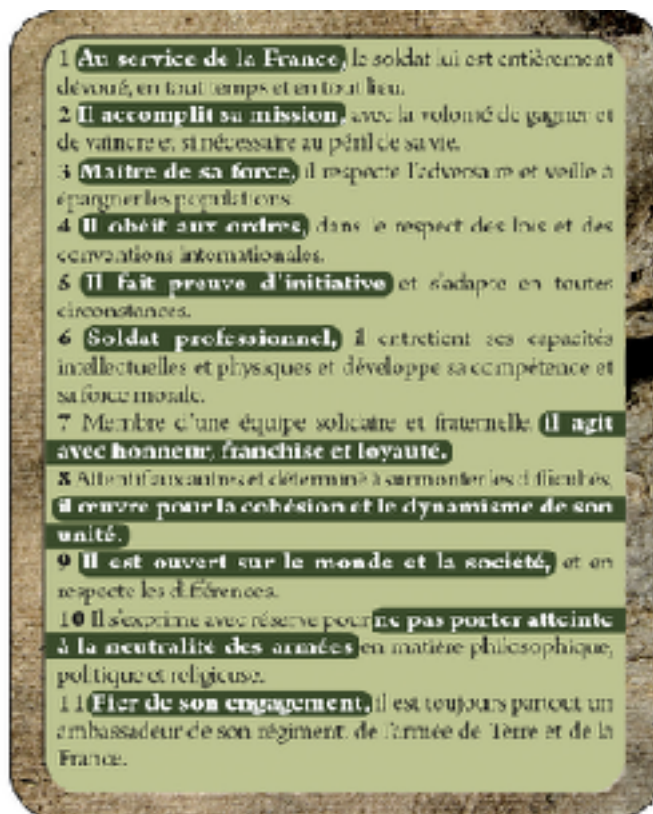 1 Au service de la France, le soldat lui est entièrement
dévoué, en tout temps et en tout lieu.
2 Il accomplit sa mission, avec la volonté de gagner et
de vaincre et si nécessaire au péril de sa vie.
3 Maître de sa force, il respecte l'adversaire et veille à
épargner les populations.
4 Il obéit aux ordres, dans le respect des lois et des
conventions internationales.
5 Il fait preuve d'initiative et s'adapte en toutes
circonstances.
6 Soldat professionnel, il entretient ses capacités
intellectuelles et physiques et développe sa compétence et
sa force morale.
7 Membre d'une équipe solidaire et fraternelle, il agit
avec honneur, franchise et loyauté.
8 Attentif aux autres et déterminé à surmonter les difficultés,
il œuvre pour la cohésion et le dynamisme de son
unité.
9 Il est ouvert sur le monde et la société, et en
respecte les différences.
10 Il s'exprime avec réserve pour ne pas porter atteinte
à la neutralité des armées en matière philosophique,
politique et religieuse.
11 Fier de son engagement, il est toujours partout un
ambassadeur de son régiment, de l'armée de Terre et de la
France.